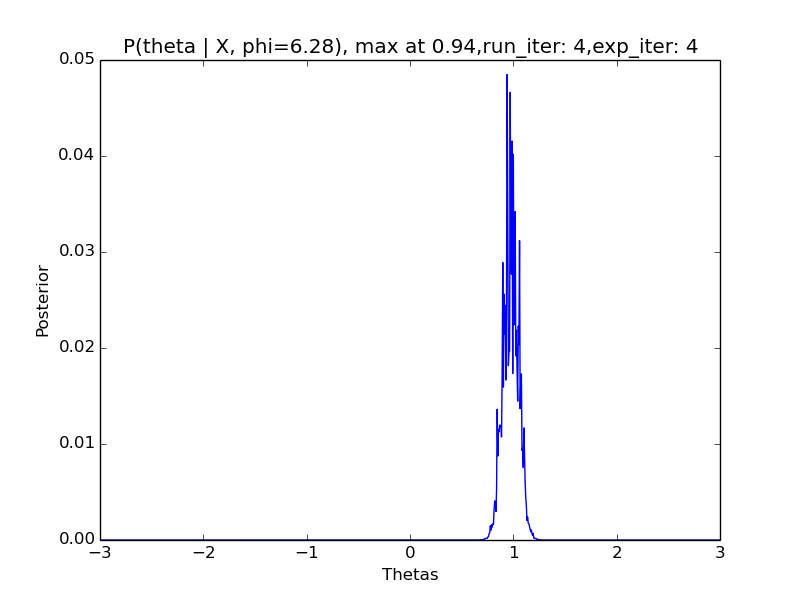 P(theta | X, phi=6.28), max at 0.94,run_iter: 4,exp_iter: 4
0.05
0.04
0.03
0.02
0.01
0.00
Posterior
−3 −2 −1 0 1 2 3
Thetas